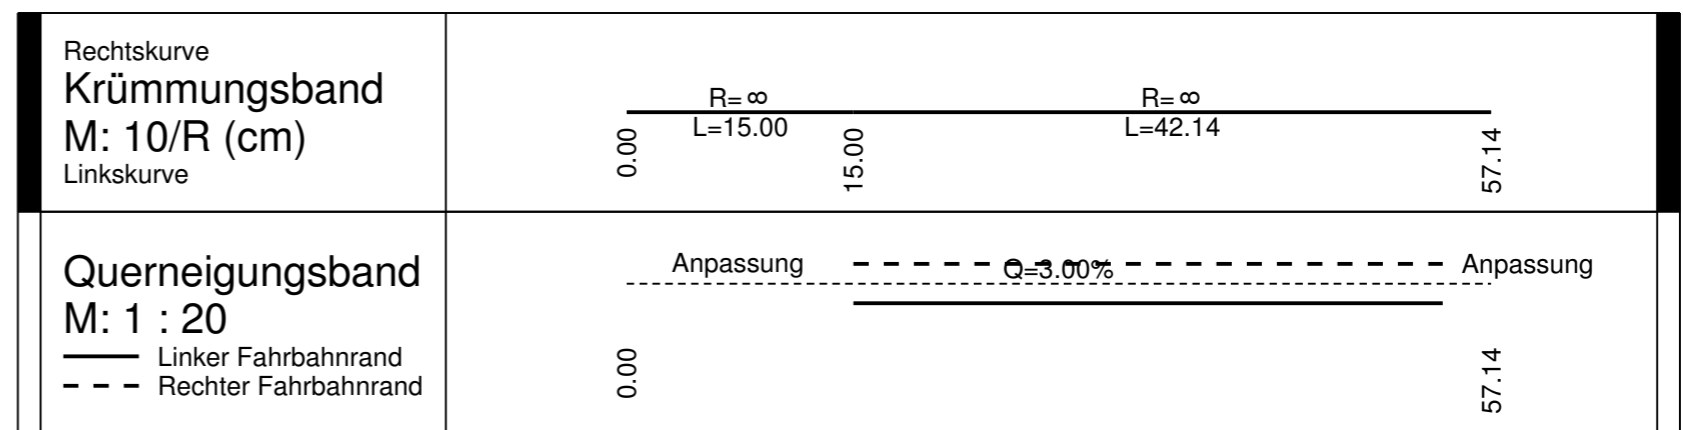 Rechtskurve
Krümmungsband
M: 10/R (cm)
Linkskurve
R= ∞
L=15.00
R= ∞
L=42.14
0.00
15.00
57.14
Querneigungsband
M: 1 : 20
Linker Fahrbahnrand
Rechter Fahrbahnrand
Anpassung
Q=3.00%
Anpassung
0.00
57.14